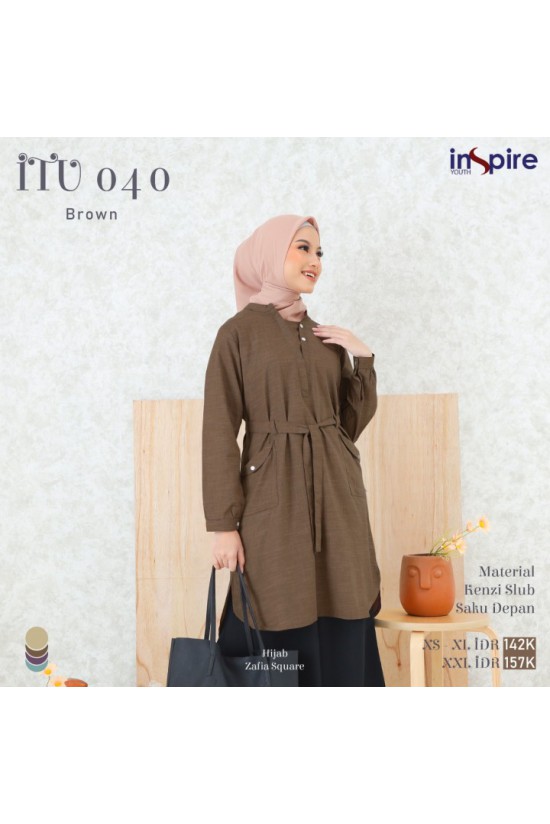 ITU 040
Brown
inspire
YOUTH
Material
Kenzi Slub
Saku Depan
XS - XL IDR 142K
XXL IDR 157K
Hijab
Zafia Square